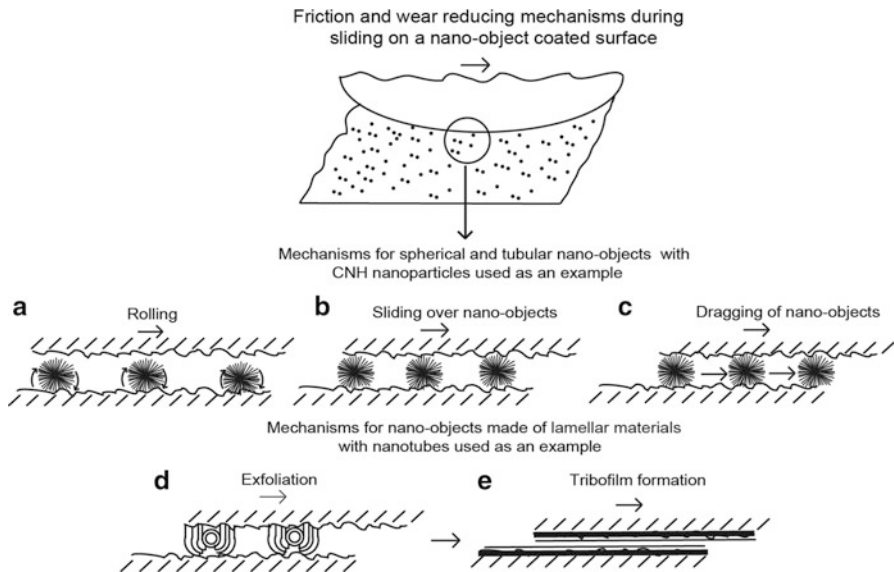 Friction and wear reducing mechanisms during
sliding on a nano-object coated surface
Mechanisms for spherical and tubular nano-objects with
CNH nanoparticles used as an example
a
Rolling
b
Sliding over nano-objects
c
Dragging of nano-objects
Mechanisms for nano-objects made of lamellar materials
with nanotubes used as an example
d
Exfoliation
e
Tribofilm formation